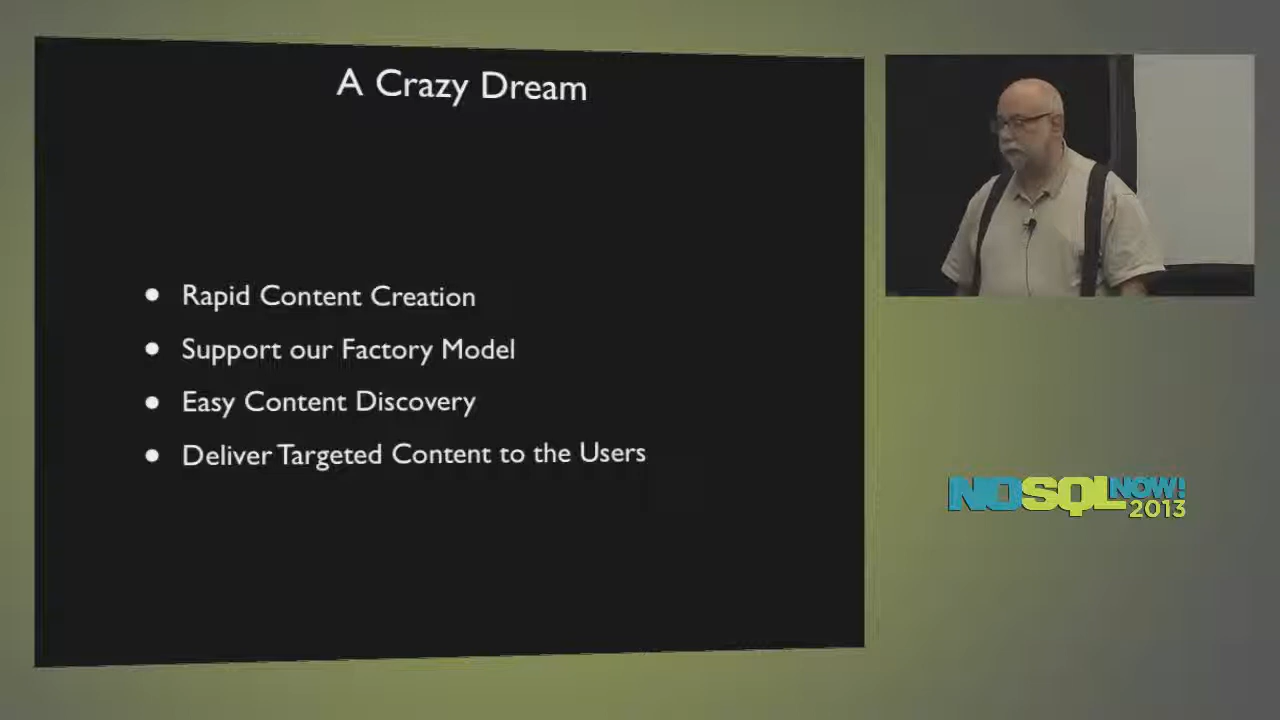 A Crazy Dream
• Rapid Content Creation
• Support our Factory Model
• Easy Content Discovery
• Deliver Targeted Content to the Users
NOSQL NOW!
2013